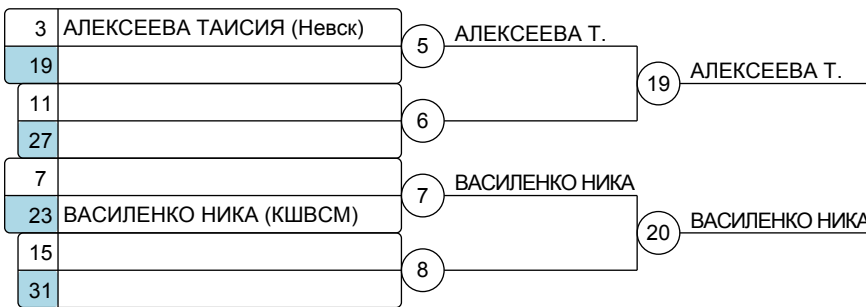 3 АЛЕКСЕЕВА ТАИСИЯ (Невск)
5 АЛЕКСЕЕВА Т.
19
19 АЛЕКСЕЕВА Т.
11
6
27
7
7 ВАСИЛЕНКО НИКА
23 ВАСИЛЕНКО НИКА (КШВСМ)
20 ВАСИЛЕНКО НИКА
15
8
31